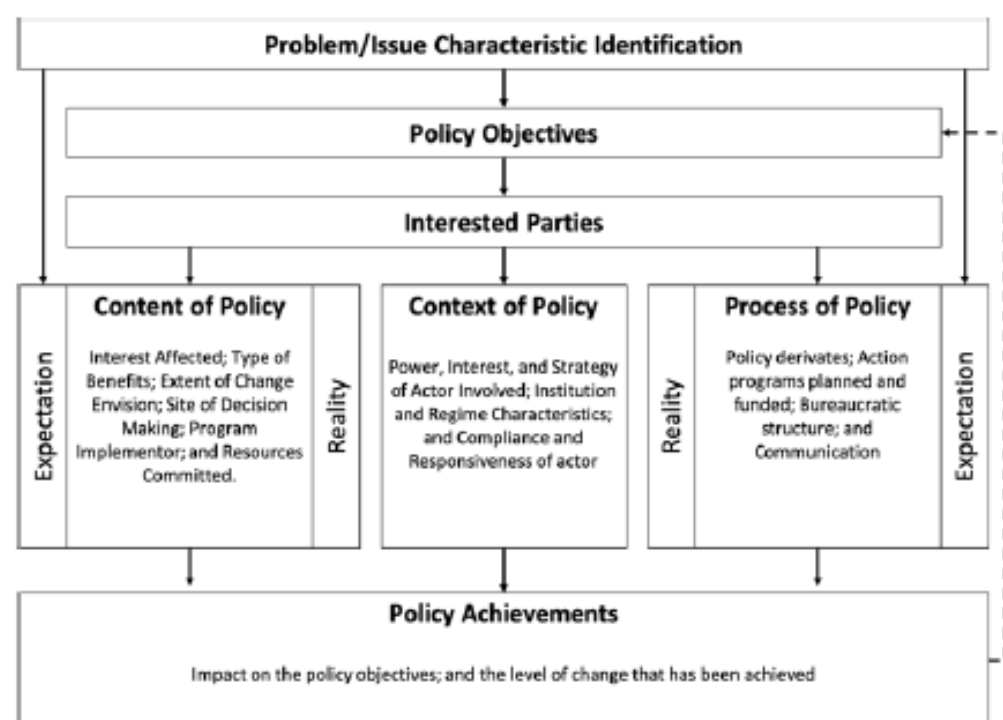 Problem/Issue Characteristic Identification
Policy Objectives
Interested Parties
Expectation
Content of Policy
Interest Affected; Type of
Benefits; Extent of Change
Envision; Site of Decision
Making; Program
Implementor; and Resources
Committed.
Reality
Context of Policy
Power, Interest, and Strategy
of Actor Involved; Institution
and Regime Characteristics;
and Compliance and
Responsiveness of actor
Reality
Process of Policy
Policy derivates; Action
programs planned and
funded; Bureaucratic
structure; and
Communication
Expectation
Policy Achievements
Impact on the policy objectives; and the level of change that has been achieved